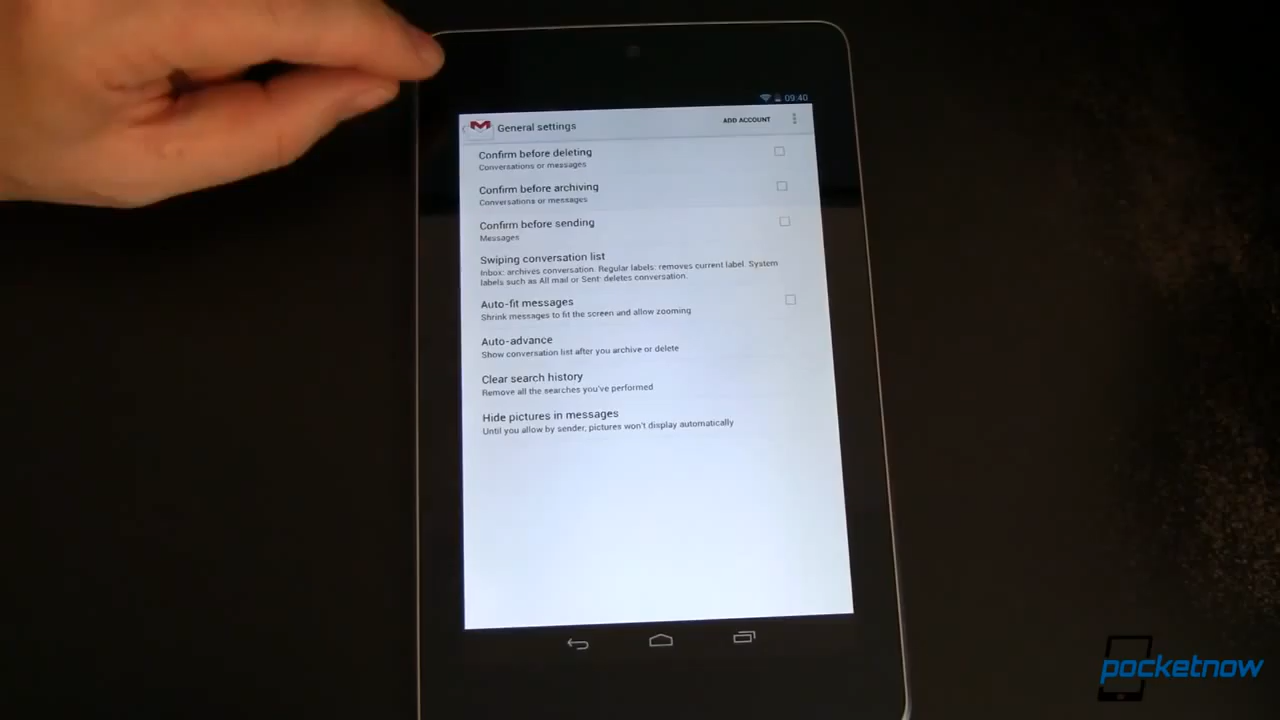 09:40
General settings
ADD ACCOUNT
Confirm before deleting
Conversations or messages
Confirm before archiving
Conversations or messages
Confirm before sending
Messages
Swiping conversation list
Inbox: archives conversation. Regular labels: removes current label. System
labels such as All mail or Sent: deletes conversation.
Auto-fit messages
Shrink messages to fit the screen and allow zooming
Auto-advance
Show conversation list after you archive or delete
Clear search history
Remove all the searches you've performed
Hide pictures in messages
Until you allow by sender, pictures won't display automatically
pocketnow